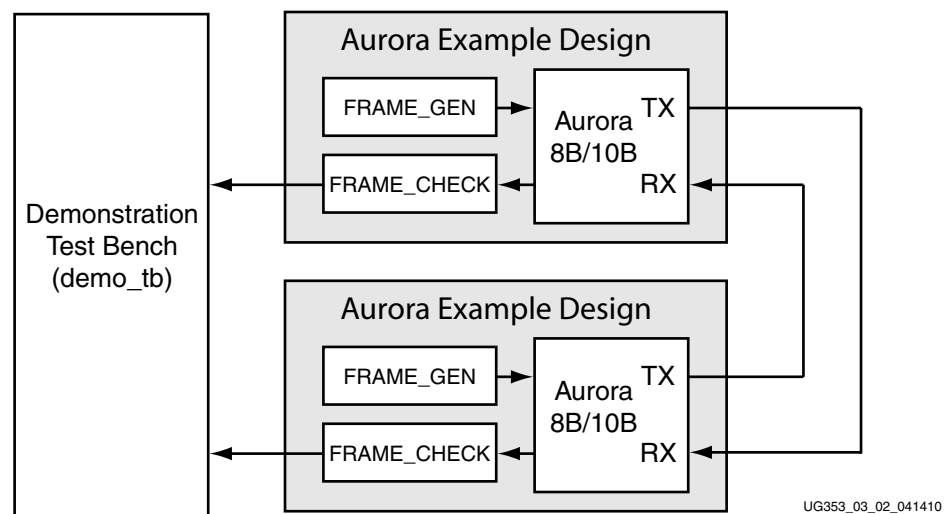 Demonstration
Test Bench
(demo_tb)
Aurora Example Design
FRAME_GEN
FRAME_CHECK
Aurora
8B/10B
TX
RX
Aurora Example Design
FRAME_GEN
FRAME_CHECK
Aurora
8B/10B
TX
RX
UG353_03_02_041410